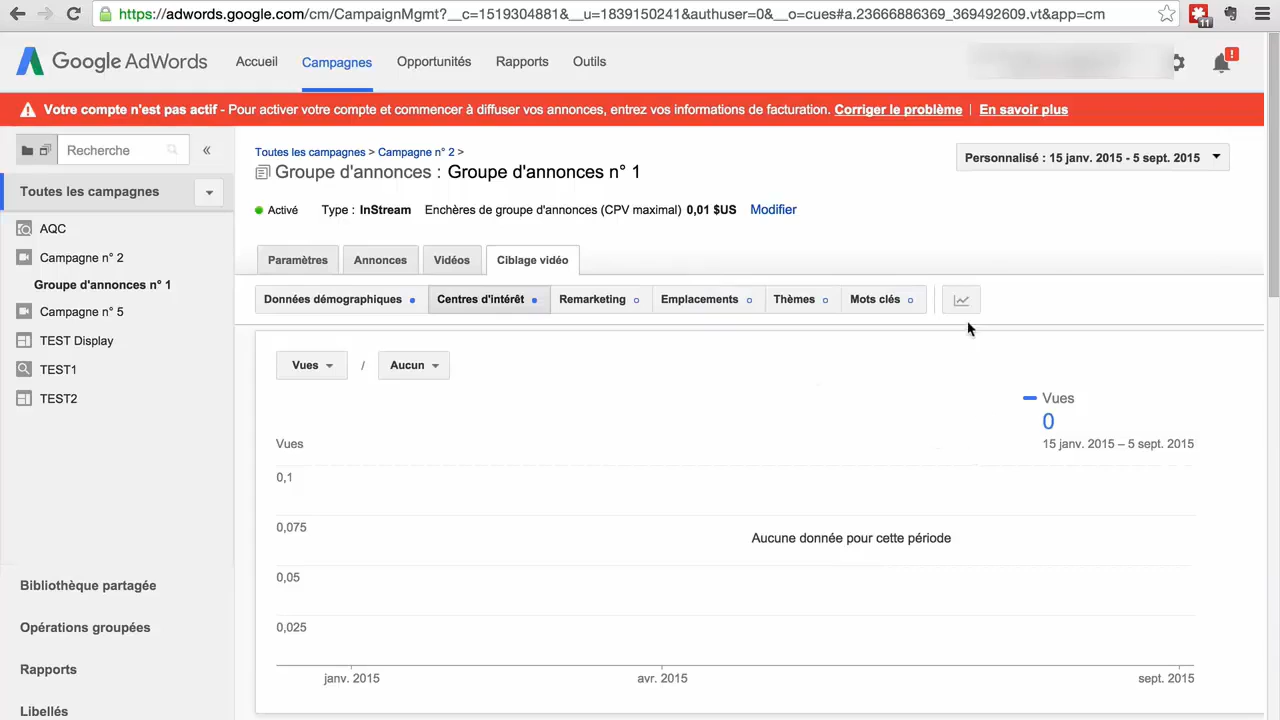 https://adwords.google.com/cm/CampaignMgmt?__c=1519304881&__u=1839150241&authuser=0&__o=cues#a.23666886369_369492609.vt&app=cm
11
Google AdWords Accueil Campagnes Opportunités Rapports Outils
!
Votre compte n'est pas actif - Pour activer votre compte et commencer à diffuser vos annonces, entrez vos informations de facturation. Corriger le problème | En savoir plus
Recherche «
Toutes les campagnes
AQC
Campagne n° 2
Groupe d'annonces n° 1
Campagne n° 5
TEST Display
TEST1
TEST2
Bibliothèque partagée
Opérations groupées
Rapports
Libellés
Toutes les campagnes > Campagne n° 2 >
Groupe d'annonces : Groupe d'annonces n° 1
Personnalisé : 15 janv. 2015 - 5 sept. 2015
Activé Type : InStream Enchères de groupe d'annonces (CPV maximal) 0,01 $US Modifier
Paramètres Annonces Vidéos Ciblage vidéo
Données démographiques Centres d'intérêt Remarketing Emplacements Thèmes Mots clés
Vues / Aucun
Vues
0
15 janv. 2015 – 5 sept. 2015
Vues
0,1
0,075
Aucune donnée pour cette période
0,05
0,025
janv. 2015 avr. 2015 sept. 2015